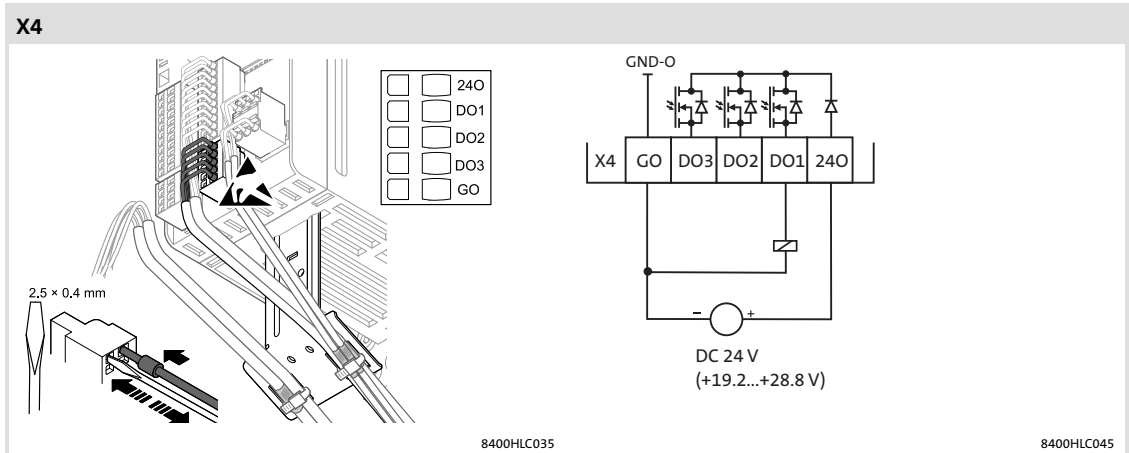 X4
24O
DO1
DO2
DO3
GO
2.5 × 0.4 mm
8400HLC035
GND-O
X4 GO DO3 DO2 DO1 24O
– +
DC 24 V
(+19.2...+28.8 V)
8400HLC045